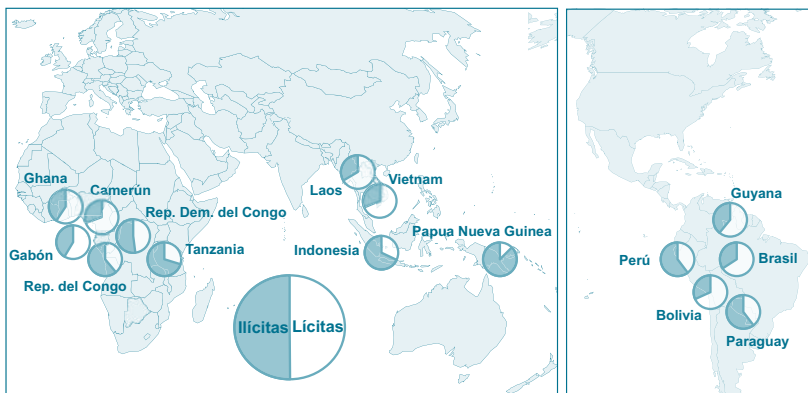 Ghana
Camerún
Rep. Dem. del Congo
Gabón
Rep. del Congo
Tanzania
Laos
Vietnam
Indonesia
Papua Nueva Guinea
Ilícitas
Lícitas
Guyana
Perú
Brasil
Bolivia
Paraguay